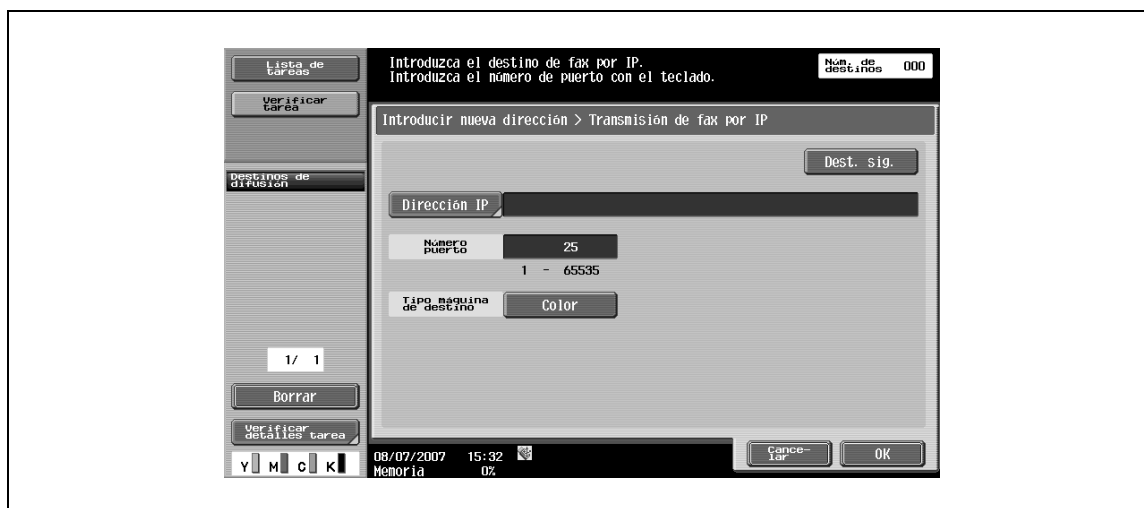 Lista de
tareas
Verificar
tarea
Destinos de
difusión
1/ 1
Borrar
Verificar
detalles tarea
Y M C K
Introduzca el destino de fax por IP.
Introduzca el número de puerto con el teclado.
Núm. de
destinos 000
Introducir nueva dirección > Transmisión de fax por IP
Dest. sig.
Dirección IP
Número
puerto 25
1 - 65535
Tipo máquina
de destino Color
08/07/2007 15:32
Memoria 0%
Cance-
lar
OK